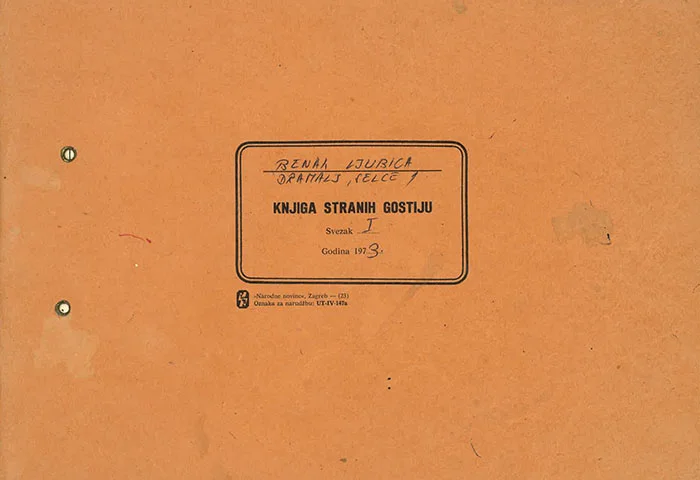 BENAK LJUBICA
DRAMALJ, SELCE 1
KNJIGA STRANIH GOSTIJU
Svezak I
Godina 1973.
»Narodne novine«, Zagreb — (23)
Oznaka za narudžbu: UT-IV-147a